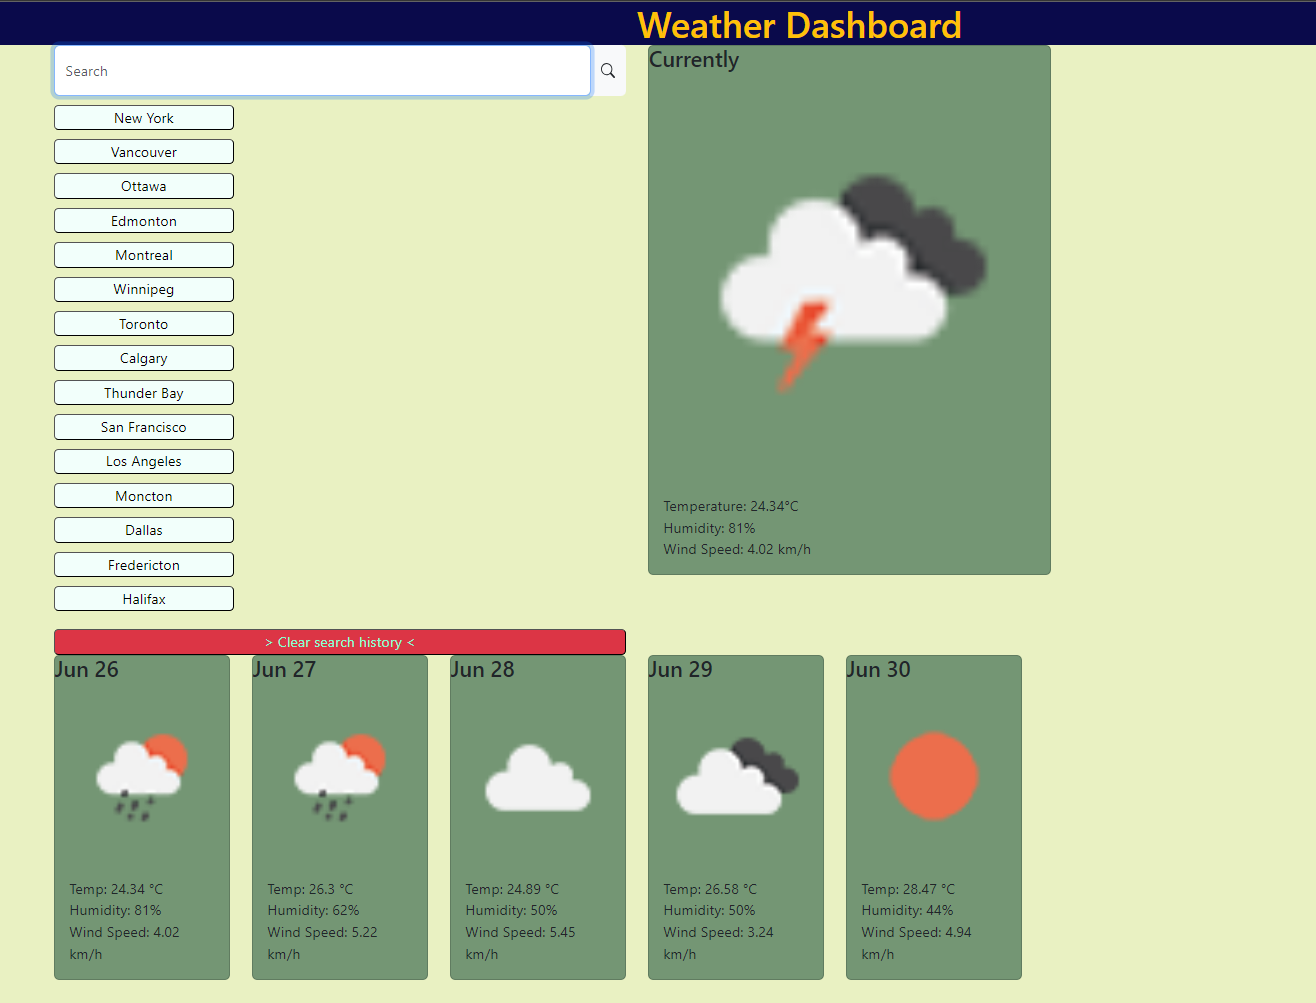 Weather Dashboard
Search
New York
Vancouver
Ottawa
Edmonton
Montreal
Winnipeg
Toronto
Calgary
Thunder Bay
San Francisco
Los Angeles
Moncton
Dallas
Fredericton
Halifax
> Clear search history <
Currently
Temperature: 24.34°C
Humidity: 81%
Wind Speed: 4.02 km/h
Jun 26
Temp: 24.34 °C
Humidity: 81%
Wind Speed: 4.02
km/h
Jun 27
Temp: 26.3 °C
Humidity: 62%
Wind Speed: 5.22
km/h
Jun 28
Temp: 24.89 °C
Humidity: 50%
Wind Speed: 5.45
km/h
Jun 29
Temp: 26.58 °C
Humidity: 50%
Wind Speed: 3.24
km/h
Jun 30
Temp: 28.47 °C
Humidity: 44%
Wind Speed: 4.94
km/h